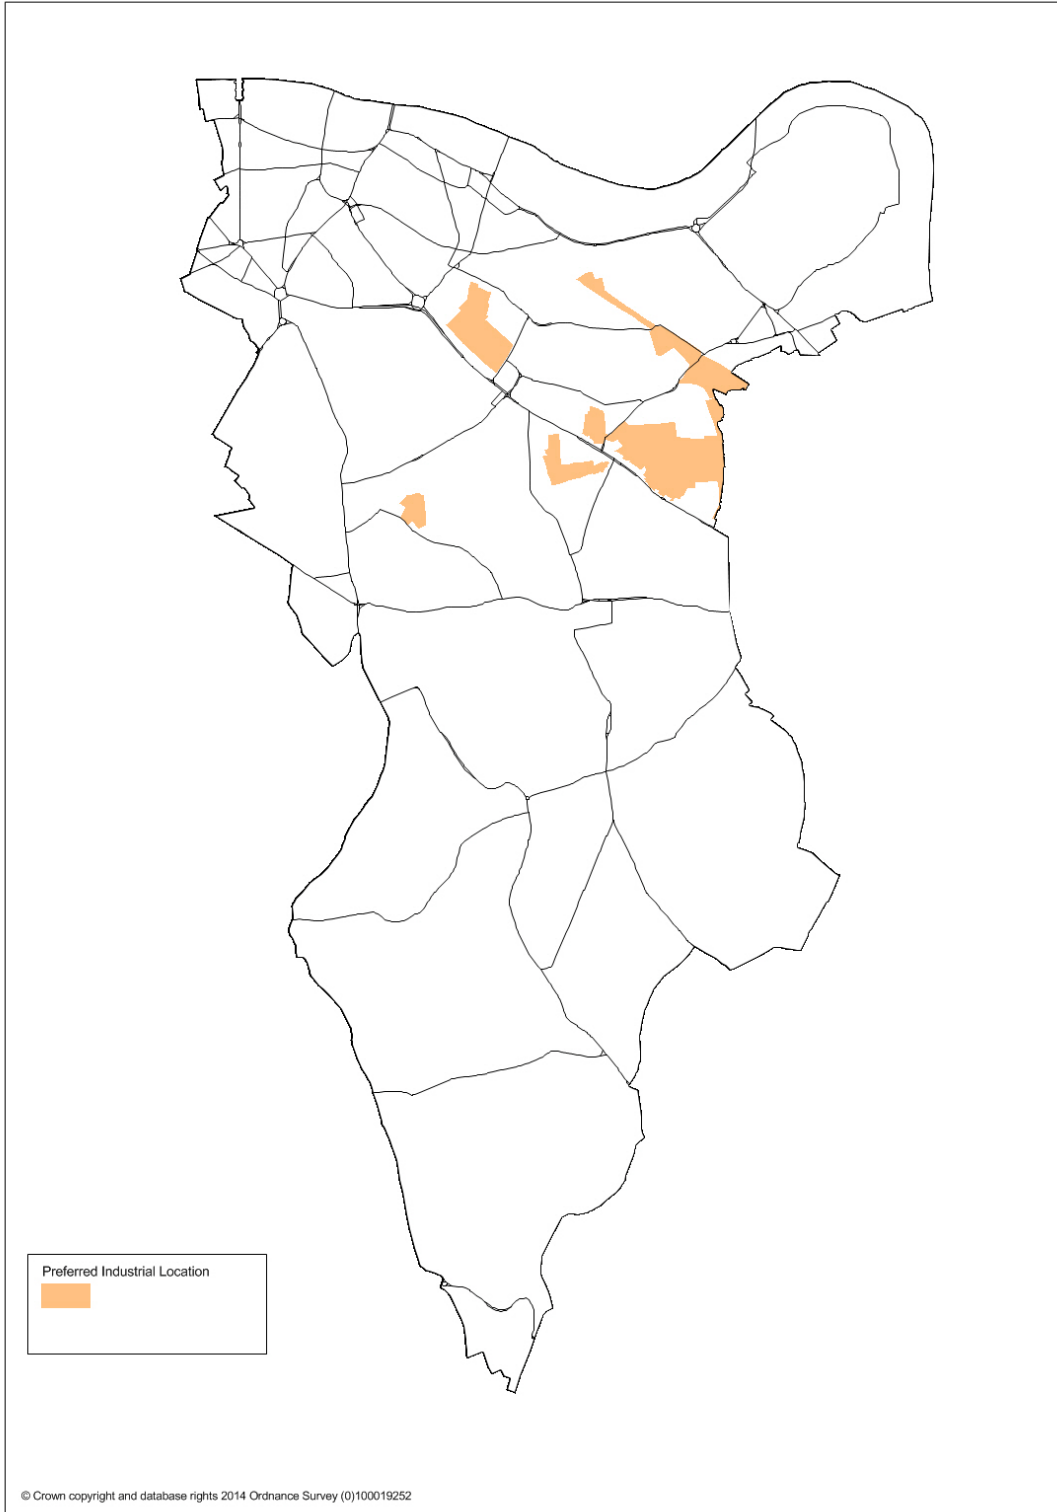 Preferred Industrial Location
© Crown copyright and database rights 2014 Ordnance Survey (0)100019252